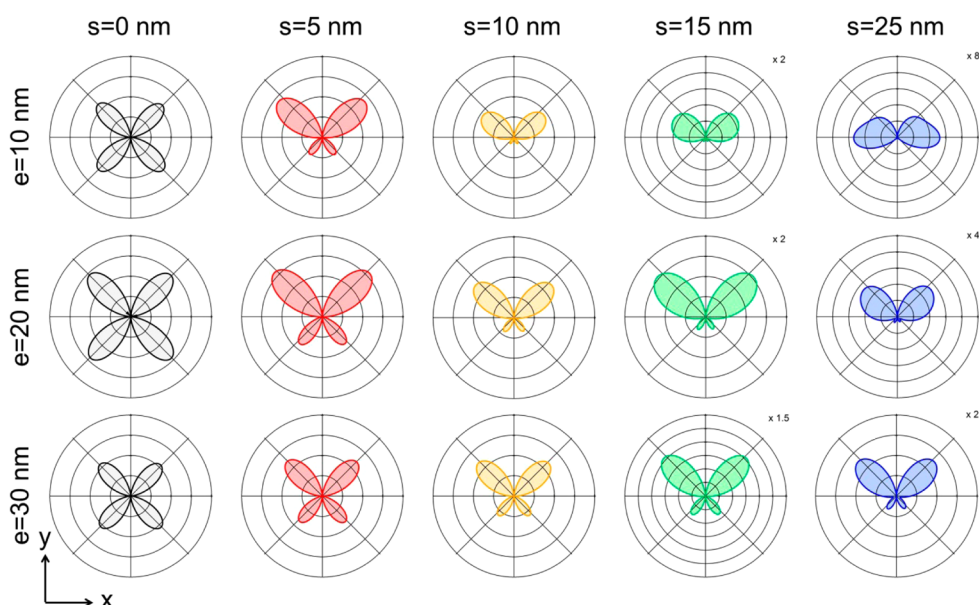 s=0 nm s=5 nm s=10 nm s=15 nm s=25 nm
e=10 nm
x 2
x 8
e=20 nm
x 2
x 4
e=30 nm
x 1.5
x 2
y
x